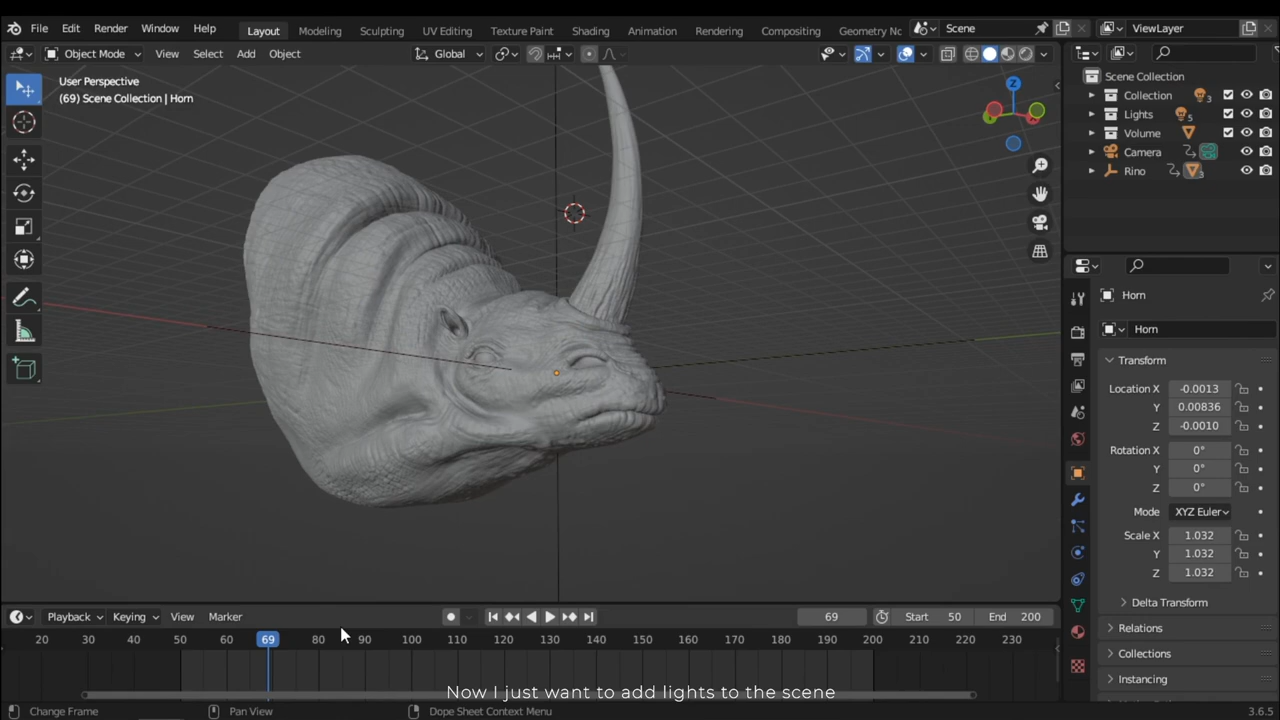 File Edit Render Window Help Layout Modeling Sculpting UV Editing Texture Paint Shading Animation Rendering Compositing Geometry No Scene ViewLayer
Object Mode View Select Add Object Global
User Perspective
(69) Scene Collection | Horn
Z
Scene Collection
Collection 3
Lights 5
Volume
Camera
Rino 3
Horn
Horn
Transform
Location X -0.0013
Y 0.00836
Z -0.0010
Rotation X 0°
Y 0°
Z 0°
Mode XYZ Euler
Scale X 1.032
Y 1.032
Z 1.032
Delta Transform
Relations
Collections
Instancing
Playback Keying View Marker 69 Start 50 End 200
20 30 40 50 60 69 80 90 100 110 120 130 140 150 160 170 180 190 200 210 220 230
Now I just want to add lights to the scene
Change Frame Pan View Dope Sheet Context Menu 3.6.5